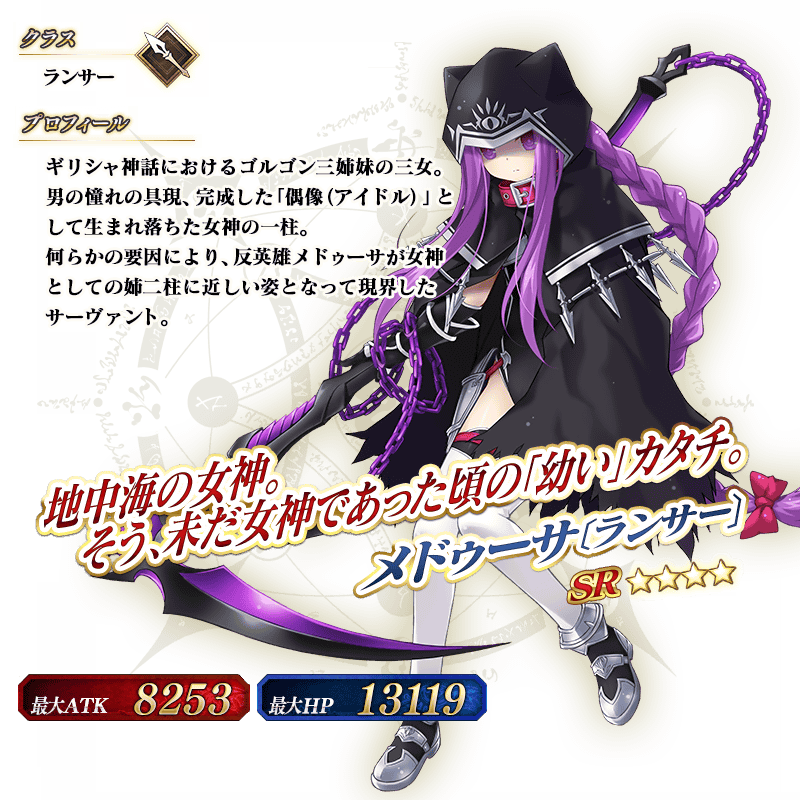 クラス
ランサー
プロフィール
ギリシャ神話におけるゴルゴン三姉妹の三女。
男の憧れの具現、完成した「偶像(アイドル)」と
して生まれ落ちた女神の一柱。
何らかの要因により、反英雄メドゥーサが女神
としての姉二柱に近しい姿となって現界した
サーヴァント。
地中海の女神。
そう、未だ女神であった頃の「幼い」カタチ。
メドゥーサ〔ランサー〕
SR ☆☆☆☆
最大ATK 8253
最大HP 13119